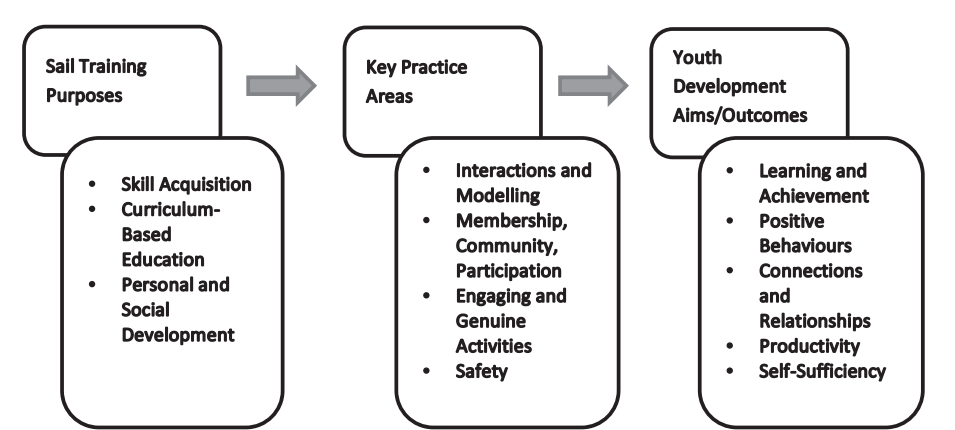 Sail Training
Purposes
• Skill Acquisition
• Curriculum-
Based
Education
• Personal and
Social
Development
Key Practice
Areas
• Interactions and
Modelling
• Membership,
Community,
Participation
• Engaging and
Genuine
Activities
• Safety
Youth
Development
Aims/Outcomes
• Learning and
Achievement
• Positive
Behaviours
• Connections
and
Relationships
• Productivity
• Self-Sufficiency